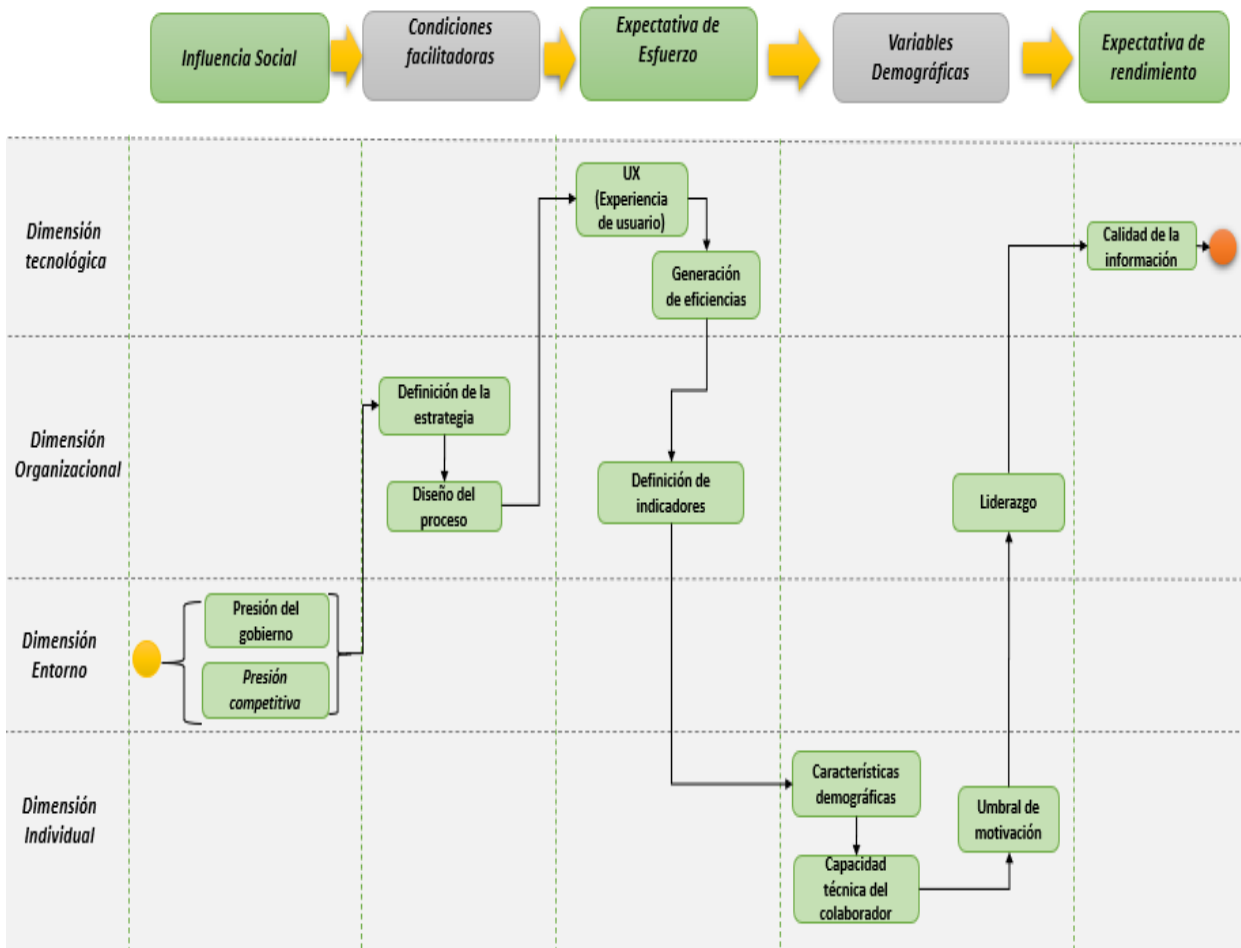 Influencia Social
Condiciones
facilitadoras
Expectativa de
Esfuerzo
Variables
Demográficas
Expectativa de
rendimiento
Dimensión
tecnológica
UX
(Experiencia
de usuario)
Generación
de eficiencias
Calidad de la
información
Dimensión
Organizacional
Definición de la
estrategia
Diseño del
proceso
Definición de
indicadores
Liderazgo
Dimensión
Entorno
Presión del
gobierno
Presión
competitiva
Dimensión
Individual
Características
demográficas
Capacidad
técnica del
colaborador
Umbral de
motivación